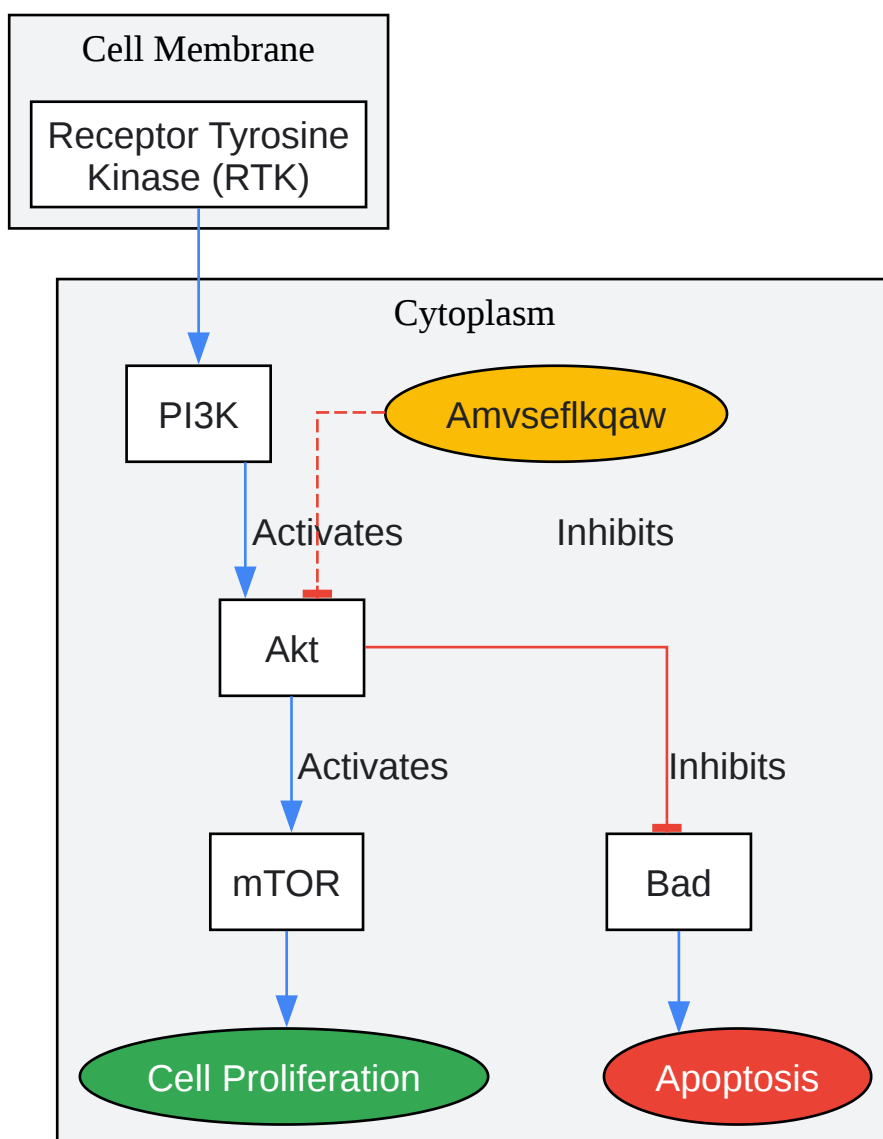 Cell Membrane
Receptor Tyrosine
Kinase (RTK)
Cytoplasm
PI3K
Amvseflkqaw
Activates
Inhibits
Akt
Activates
Inhibits
mTOR
Bad
Cell Proliferation
Apoptosis